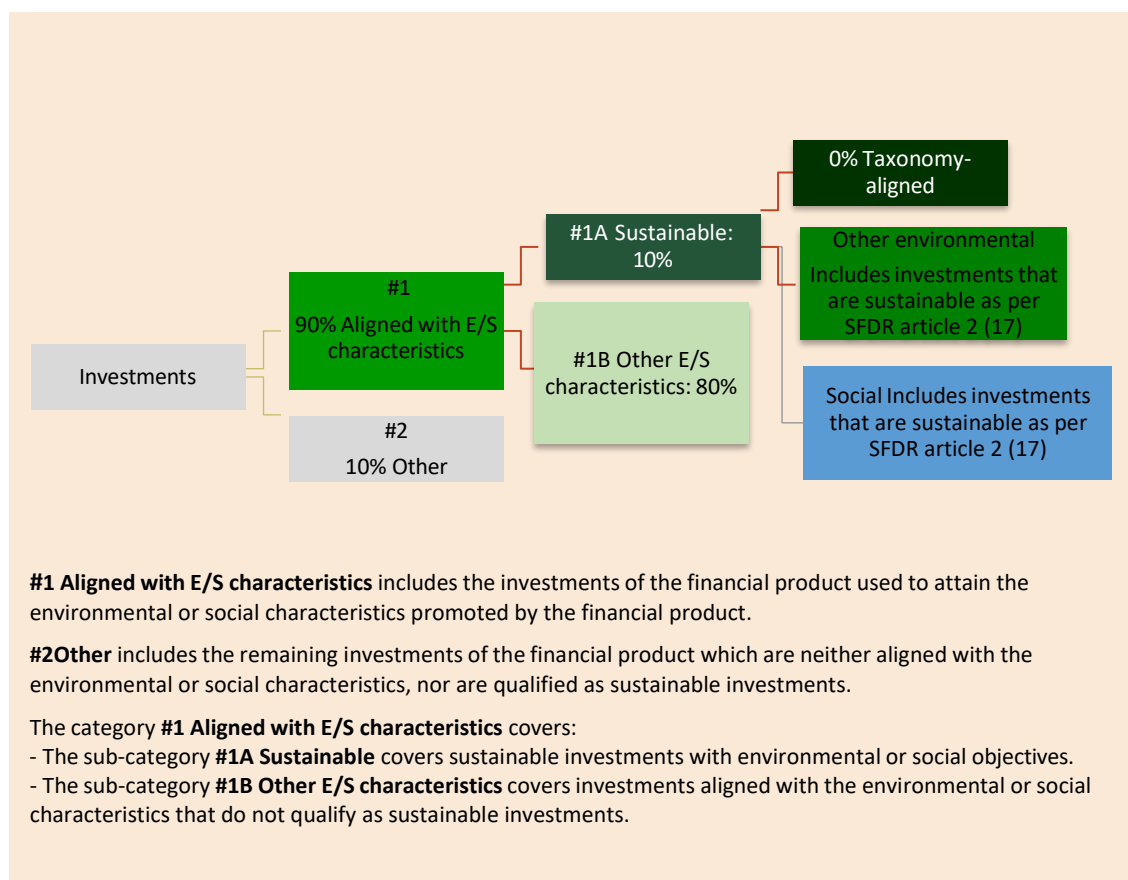 0% Taxonomy-
aligned
#1A Sustainable:
10%
Other environmental
Includes investments that
are sustainable as per
SFDR article 2 (17)
#1
90% Aligned with E/S
characteristics
#1B Other E/S
characteristics: 80%
Investments
Social Includes investments
that are sustainable as per
SFDR article 2 (17)
#2
10% Other
#1 Aligned with E/S characteristics includes the investments of the financial product used to attain the
environmental or social characteristics promoted by the financial product.
#2Other includes the remaining investments of the financial product which are neither aligned with the
environmental or social characteristics, nor are qualified as sustainable investments.
The category #1 Aligned with E/S characteristics covers:
- The sub-category #1A Sustainable covers sustainable investments with environmental or social objectives.
- The sub-category #1B Other E/S characteristics covers investments aligned with the environmental or social
characteristics that do not qualify as sustainable investments.